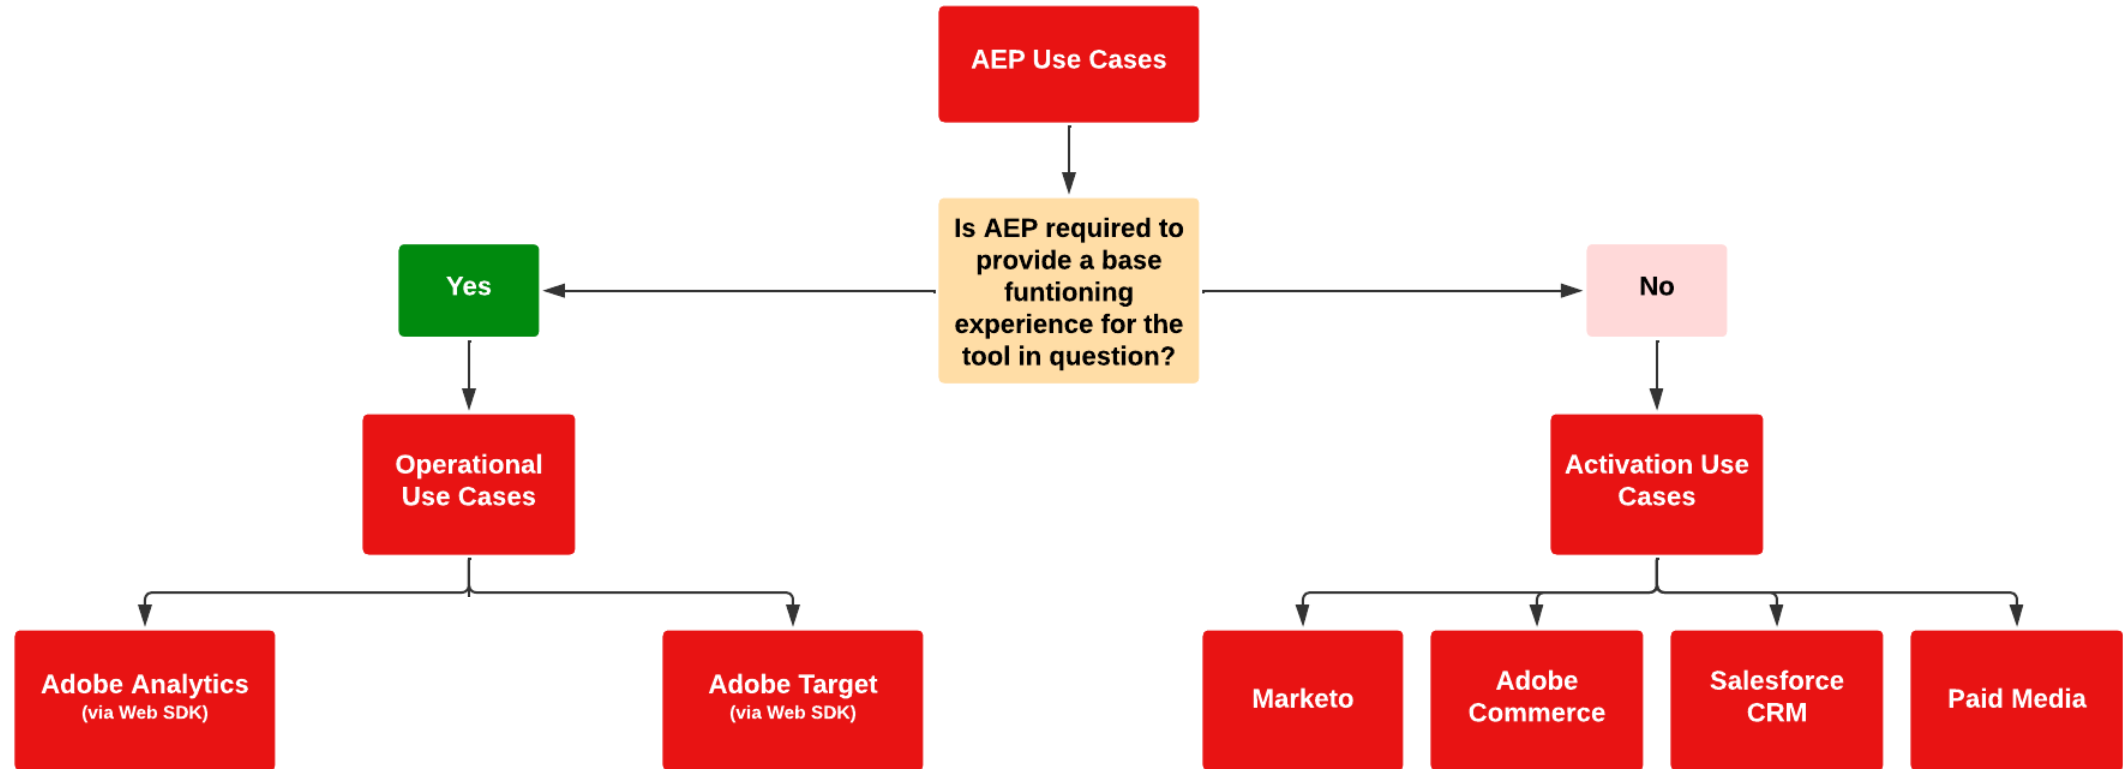 AEP Use Cases
Is AEP required to
provide a base
funtioning
experience for the
tool in question?
Yes
No
Operational
Use Cases
Activation Use
Cases
Adobe Analytics
(via Web SDK)
Adobe Target
(via Web SDK)
Marketo
Adobe
Commerce
Salesforce
CRM
Paid Media